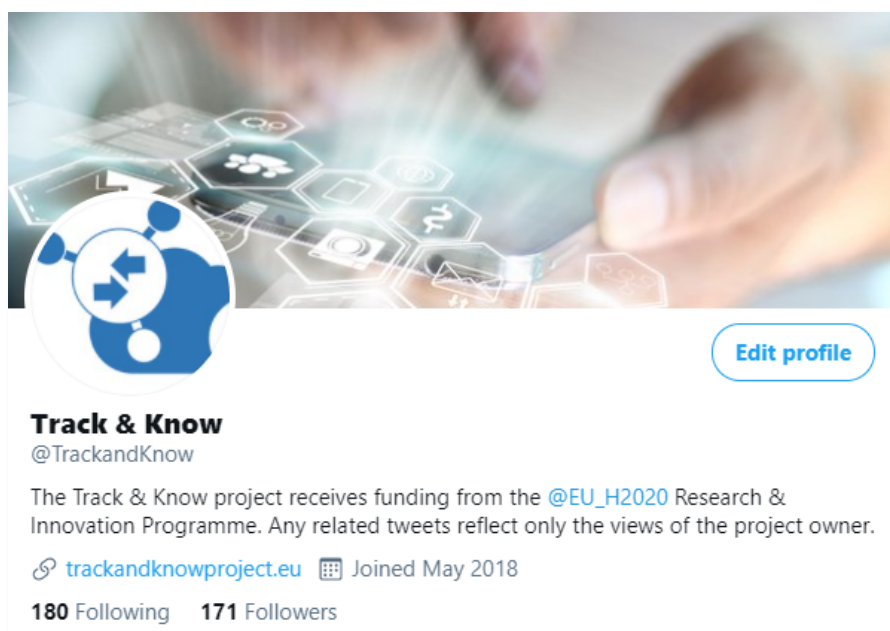 Edit profile
Track & Know
@TrackandKnow
The Track & Know project receives funding from the @EU_H2020 Research &
Innovation Programme. Any related tweets reflect only the views of the project owner.
trackandknowproject.eu Joined May 2018
180 Following 171 Followers